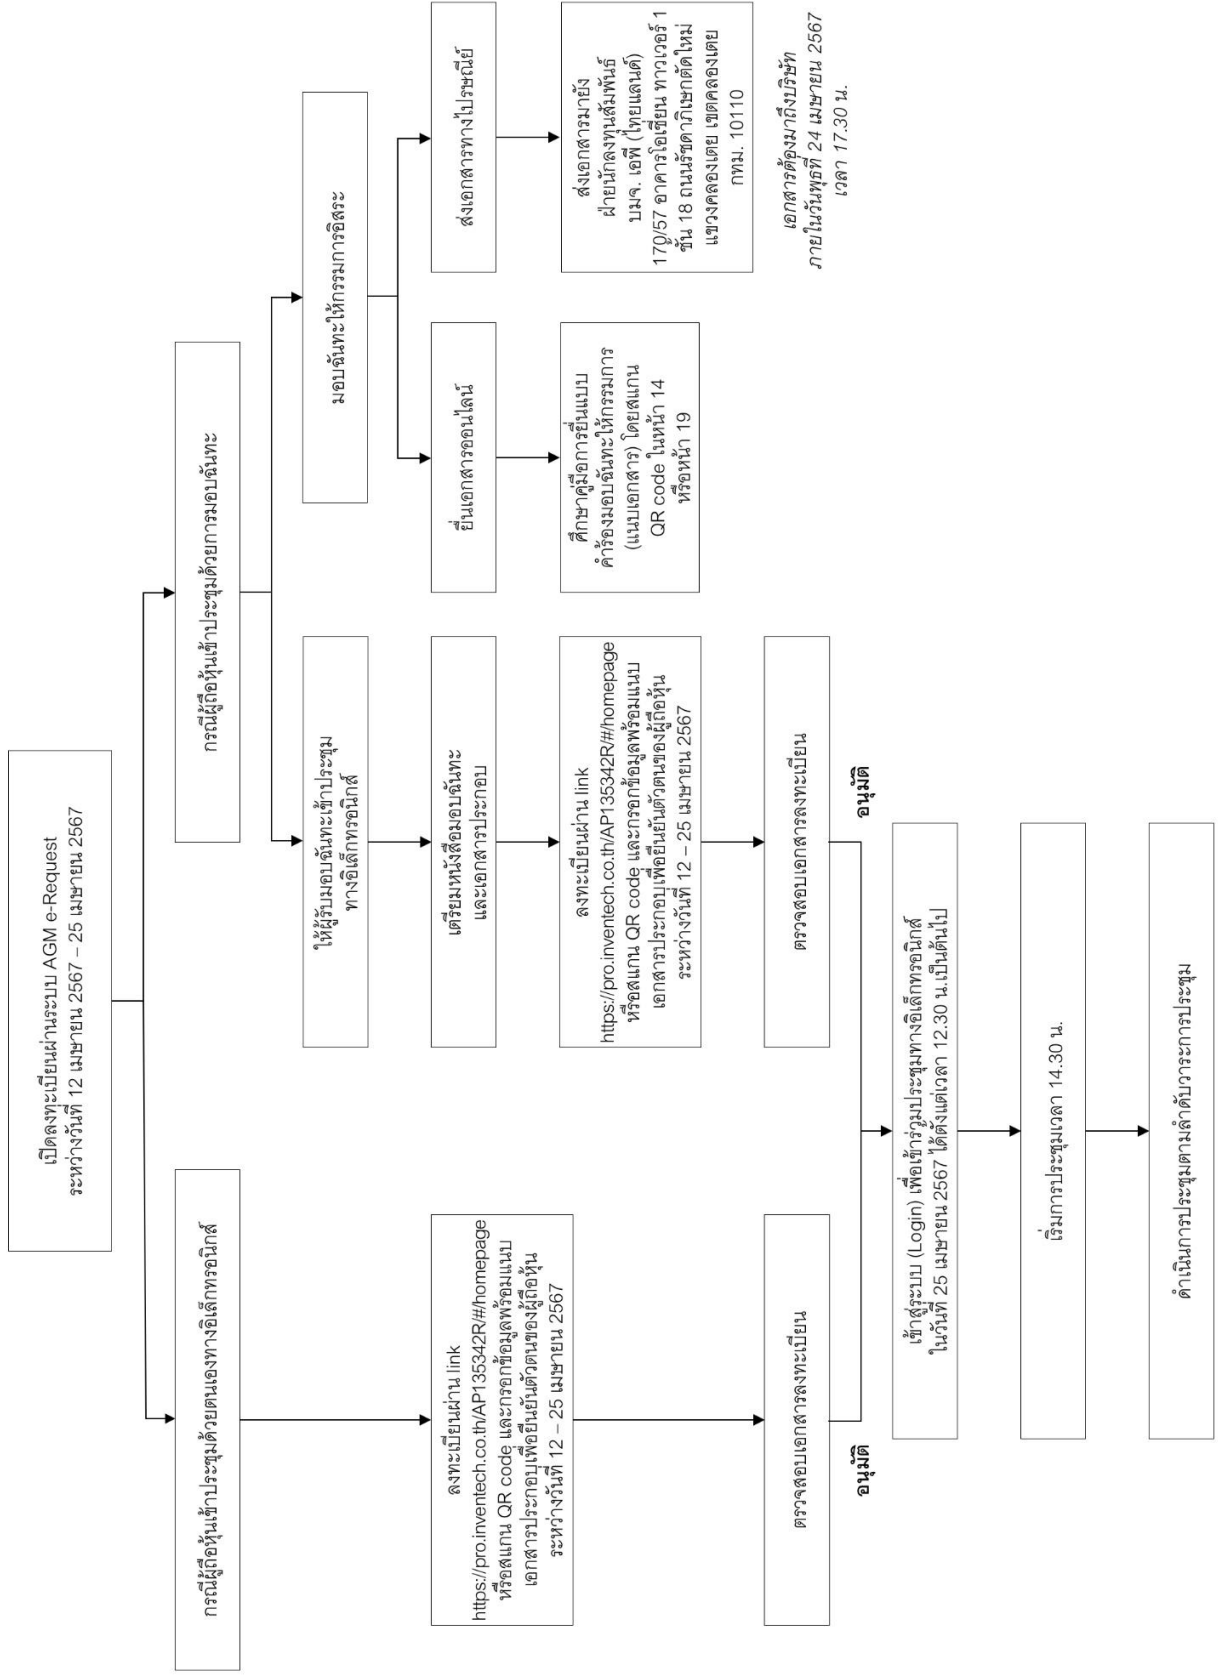 เปิดลงทะเบียนผ่านระบบ AGM e-Request
ระหว่างวันที่ 12 เมษายน 2567 – 25 เมษายน 2567
กรณีผู้ถือหุ้นเข้าประชุมด้วยตนเองทางอิเล็กทรอนิกส์
กรณีผู้ถือหุ้นเข้าประชุมด้วยการมอบฉันทะ
ให้ผู้รับมอบฉันทะเข้าประชุม
ทางอิเล็กทรอนิกส์
มอบฉันทะให้กรรมการอิสระ
ลงทะเบียนผ่าน link
https://pro.inventech.co.th/AP135342R/#/homepage
หรือสแกน QR code และกรอกข้อมูลพร้อมแนบ
เอกสารประกอบเพื่อยืนยันตัวตนของผู้ถือหุ้น
ระหว่างวันที่ 12 – 25 เมษายน 2567
เตรียมหนังสือมอบฉันทะ
และเอกสารประกอบ
ยื่นเอกสารออนไลน์
ส่งเอกสารทางไปรษณีย์
ลงทะเบียนผ่าน link
https://pro.inventech.co.th/AP135342R/#/homepage
หรือสแกน QR code และกรอกข้อมูลพร้อมแนบ
เอกสารประกอบเพื่อยืนยันตัวตนของผู้ถือหุ้น
ระหว่างวันที่ 12 – 25 เมษายน 2567
ศึกษาคู่มือการยื่นแบบ
คำร้องมอบฉันทะให้กรรมการ
(แนบเอกสาร) โดยสแกน
QR code ในหน้า 14
หรือหน้า 19
ส่งเอกสารมายัง
ฝ่ายนักลงทุนสัมพันธ์
บมจ. เอพี (ไทยแลนด์)
170/57 อาคารโอเชี่ยน ทาวเวอร์ 1
ชั้น 18 ถนนรัชดาภิเษกตัดใหม่
แขวงคลองเตย เขตคลองเตย
กทม. 10110
เอกสารต้องมาถึงบริษัท
ภายในวันพุธที่ 24 เมษายน 2567
เวลา 17.30 น.
ตรวจสอบเอกสารลงทะเบียน
ตรวจสอบเอกสารลงทะเบียน
อนุมัติ
อนุมัติ
เข้าสู่ระบบ (Login) เพื่อเข้าร่วมประชุมทางอิเล็กทรอนิกส์
ในวันที่ 25 เมษายน 2567 ได้ตั้งแต่เวลา 12.30 น.เป็นต้นไป
เริ่มการประชุมเวลา 14.30 น.
ดำเนินการประชุมตามลำดับวาระการประชุม